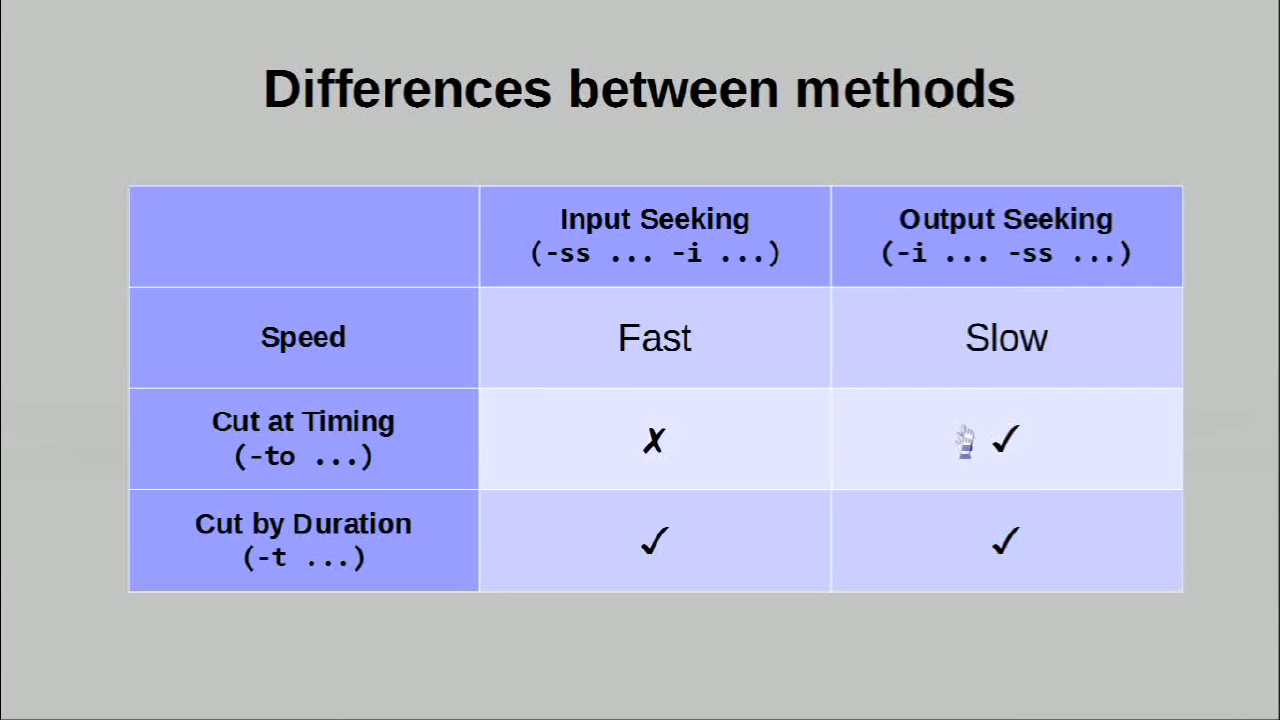 Differences between methods
Input Seeking
(-ss ... -i ...)
Output Seeking
(-i ... -ss ...)
Speed
Fast
Slow
Cut at Timing
(-to ...)
✗
✓
Cut by Duration
(-t ...)
✓
✓